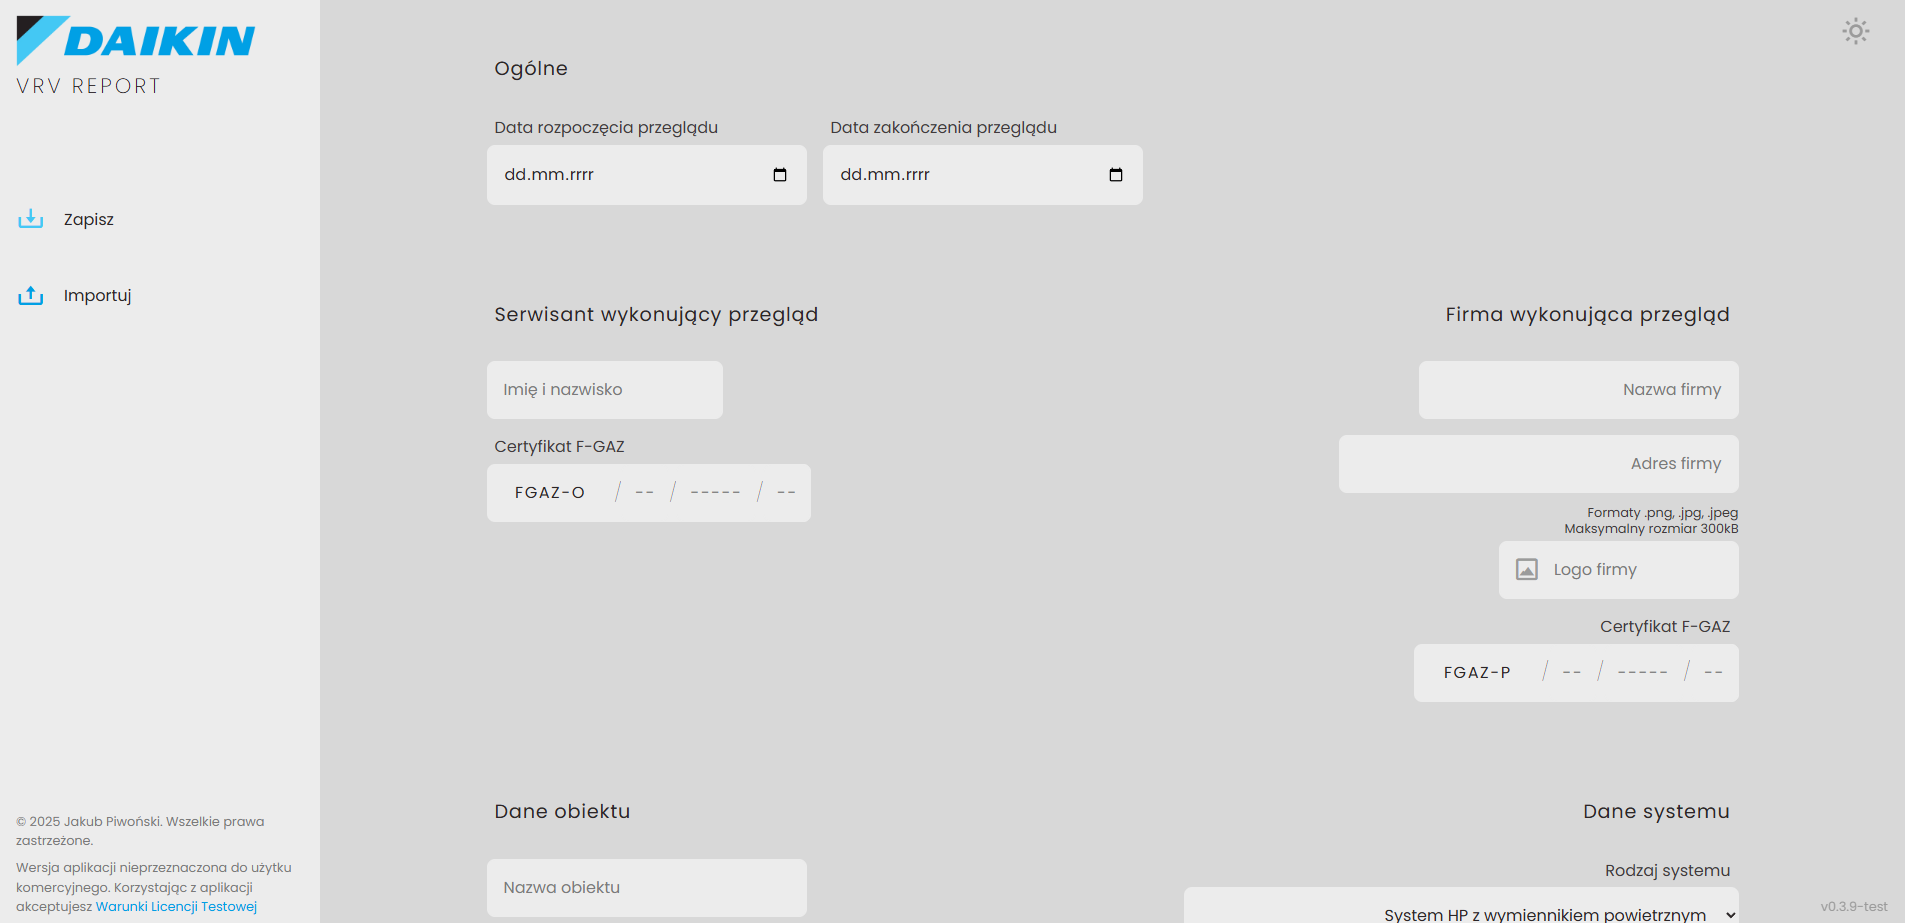 DAIKIN
VRV REPORT
Zapisz
Importuj
© 2025 Jakub Piwoński. Wszelkie prawa
zastrzeżone.
Wersja aplikacji nieprzeznaczona do użytku
komercyjnego. Korzystając z aplikacji
akceptujesz Warunki Licencji Testowej
Ogólne
Data rozpoczęcia przeglądu
dd.mm.rrrr
Data zakończenia przeglądu
dd.mm.rrrr
Serwisant wykonujący przegląd
Imię i nazwisko
Certyfikat F-GAZ
FGAZ-O / -- / ----- / --
Firma wykonująca przegląd
Nazwa firmy
Adres firmy
Formaty .png, .jpg, .jpeg
Maksymalny rozmiar 300kB
Logo firmy
Certyfikat F-GAZ
FGAZ-P / -- / ----- / --
Dane obiektu
Nazwa obiektu
Dane systemu
Rodzaj systemu
System HP z wymiennikiem powietrznym
v0.3.9-test